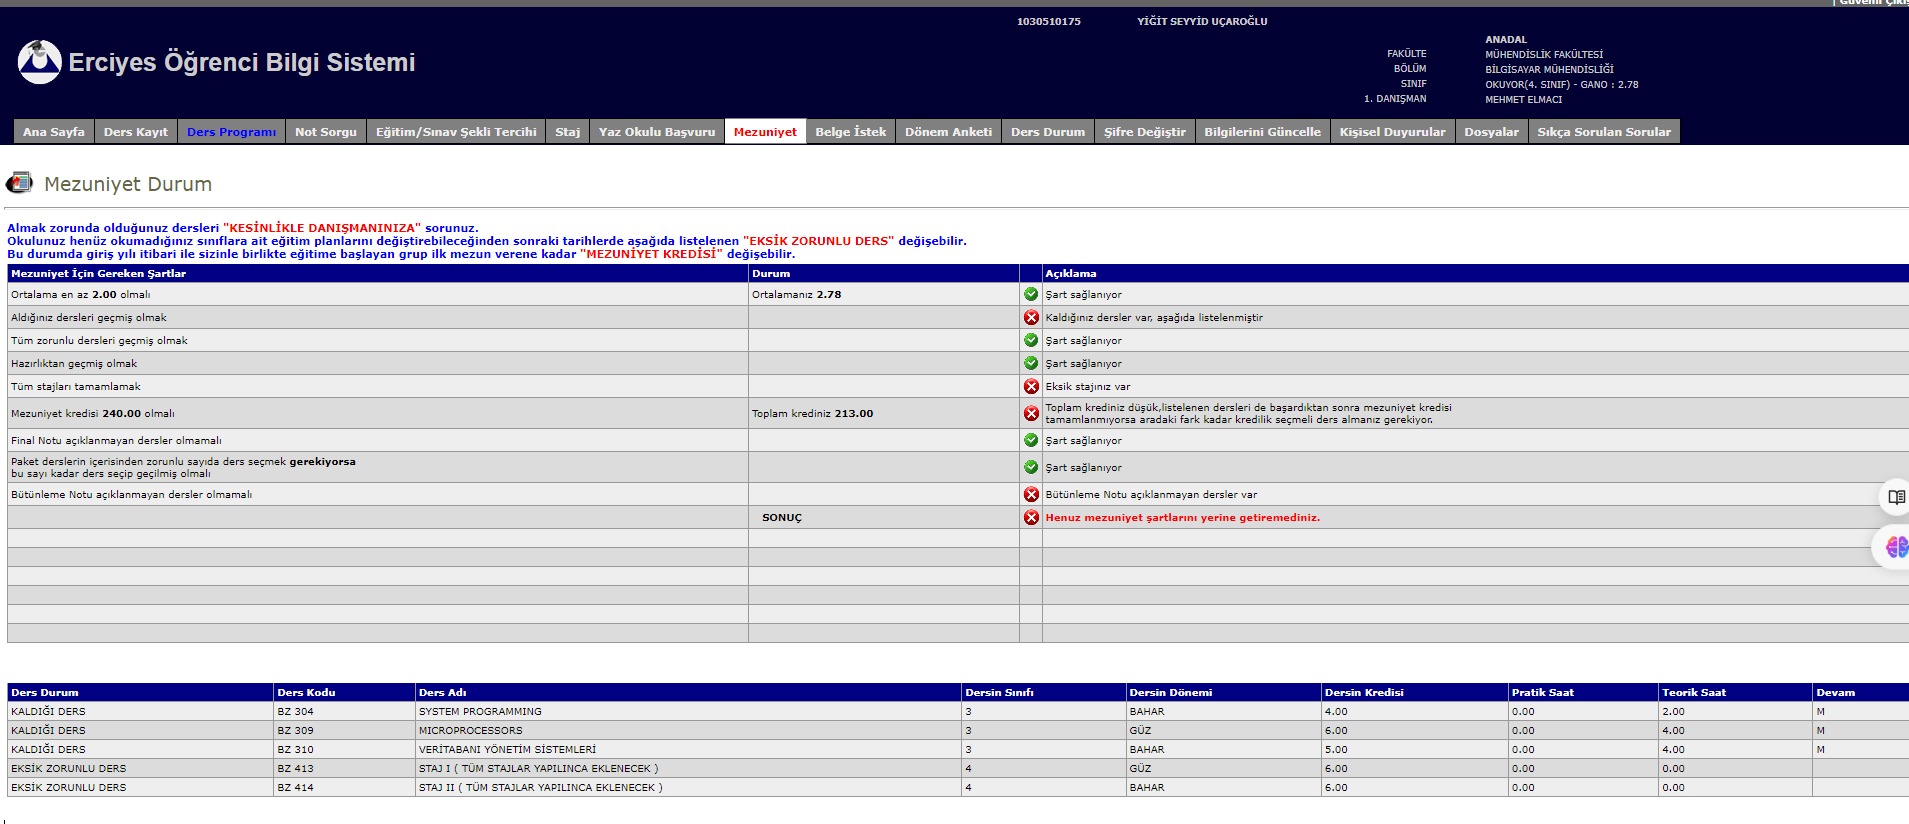 | Güvenli Çıkış
1030510175 YİĞİT SEYYİD UÇAROĞLU
Erciyes Öğrenci Bilgi Sistemi
ANADAL
FAKÜLTE MÜHENDİSLİK FAKÜLTESİ
BÖLÜM BİLGİSAYAR MÜHENDİSLİĞİ
SINIF OKUYOR(4. SINIF) - GANO : 2.78
1. DANIŞMAN MEHMET ELMACI
Ana Sayfa Ders Kayıt Ders Programı Not Sorgu Eğitim/Sınav Şekli Tercihi Staj Yaz Okulu Başvuru Mezuniyet Belge İstek Dönem Anketi Ders Durum Şifre Değiştir Bilgilerini Güncelle Kişisel Duyurular Dosyalar Sıkça Sorulan Sorular
Mezuniyet Durum
Almak zorunda olduğunuz dersleri "KESİNLİKLE DANIŞMANINIZA" sorunuz.
Okulunuz henüz okumadığınız sınıflara ait eğitim planlarını değiştirebileceğinden sonraki tarihlerde aşağıda listelenen "EKSİK ZORUNLU DERS" değişebilir.
Bu durumda giriş yılı itibari ile sizinle birlikte eğitime başlayan grup ilk mezun verene kadar "MEZUNİYET KREDİSİ" değişebilir.
Mezuniyet İçin Gereken Şartlar Durum Açıklama
Ortalama en az 2.00 olmalı Ortalamanız 2.78 Şart sağlanıyor
Aldığınız dersleri geçmiş olmak Kaldığınız dersler var, aşağıda listelenmiştir
Tüm zorunlu dersleri geçmiş olmak Şart sağlanıyor
Hazırlıktan geçmiş olmak Şart sağlanıyor
Tüm stajları tamamlamak Eksik stajınız var
Mezuniyet kredisi 240.00 olmalı Toplam krediniz 213.00 Toplam krediniz düşük,listelenen dersleri de başardıktan sonra mezuniyet kredisi
tamamlanmıyorsa aradaki fark kadar kredilik seçmeli ders almanız gerekiyor.
Final Notu açıklanmayan dersler olmamalı Şart sağlanıyor
Paket derslerin içerisinden zorunlu sayıda ders seçmek gerekiyorsa
bu sayı kadar ders seçip geçilmiş olmalı Şart sağlanıyor
Bütünleme Notu açıklanmayan dersler olmamalı Bütünleme Notu açıklanmayan dersler var
SONUÇ Henuz mezuniyet şartlarını yerine getiremediniz.
Ders Durum Ders Kodu Ders Adı Dersin Sınıfı Dersin Dönemi Dersin Kredisi Pratik Saat Teorik Saat Devam
KALDIĞI DERS BZ 304 SYSTEM PROGRAMMING 3 BAHAR 4.00 0.00 2.00 M
KALDIĞI DERS BZ 309 MICROPROCESSORS 3 GÜZ 6.00 0.00 4.00 M
KALDIĞI DERS BZ 310 VERİTABANI YÖNETİM SİSTEMLERİ 3 BAHAR 5.00 0.00 4.00 M
EKSİK ZORUNLU DERS BZ 413 STAJ I ( TÜM STAJLAR YAPILINCA EKLENECEK ) 4 GÜZ 6.00 0.00 0.00
EKSİK ZORUNLU DERS BZ 414 STAJ II ( TÜM STAJLAR YAPILINCA EKLENECEK ) 4 BAHAR 6.00 0.00 0.00